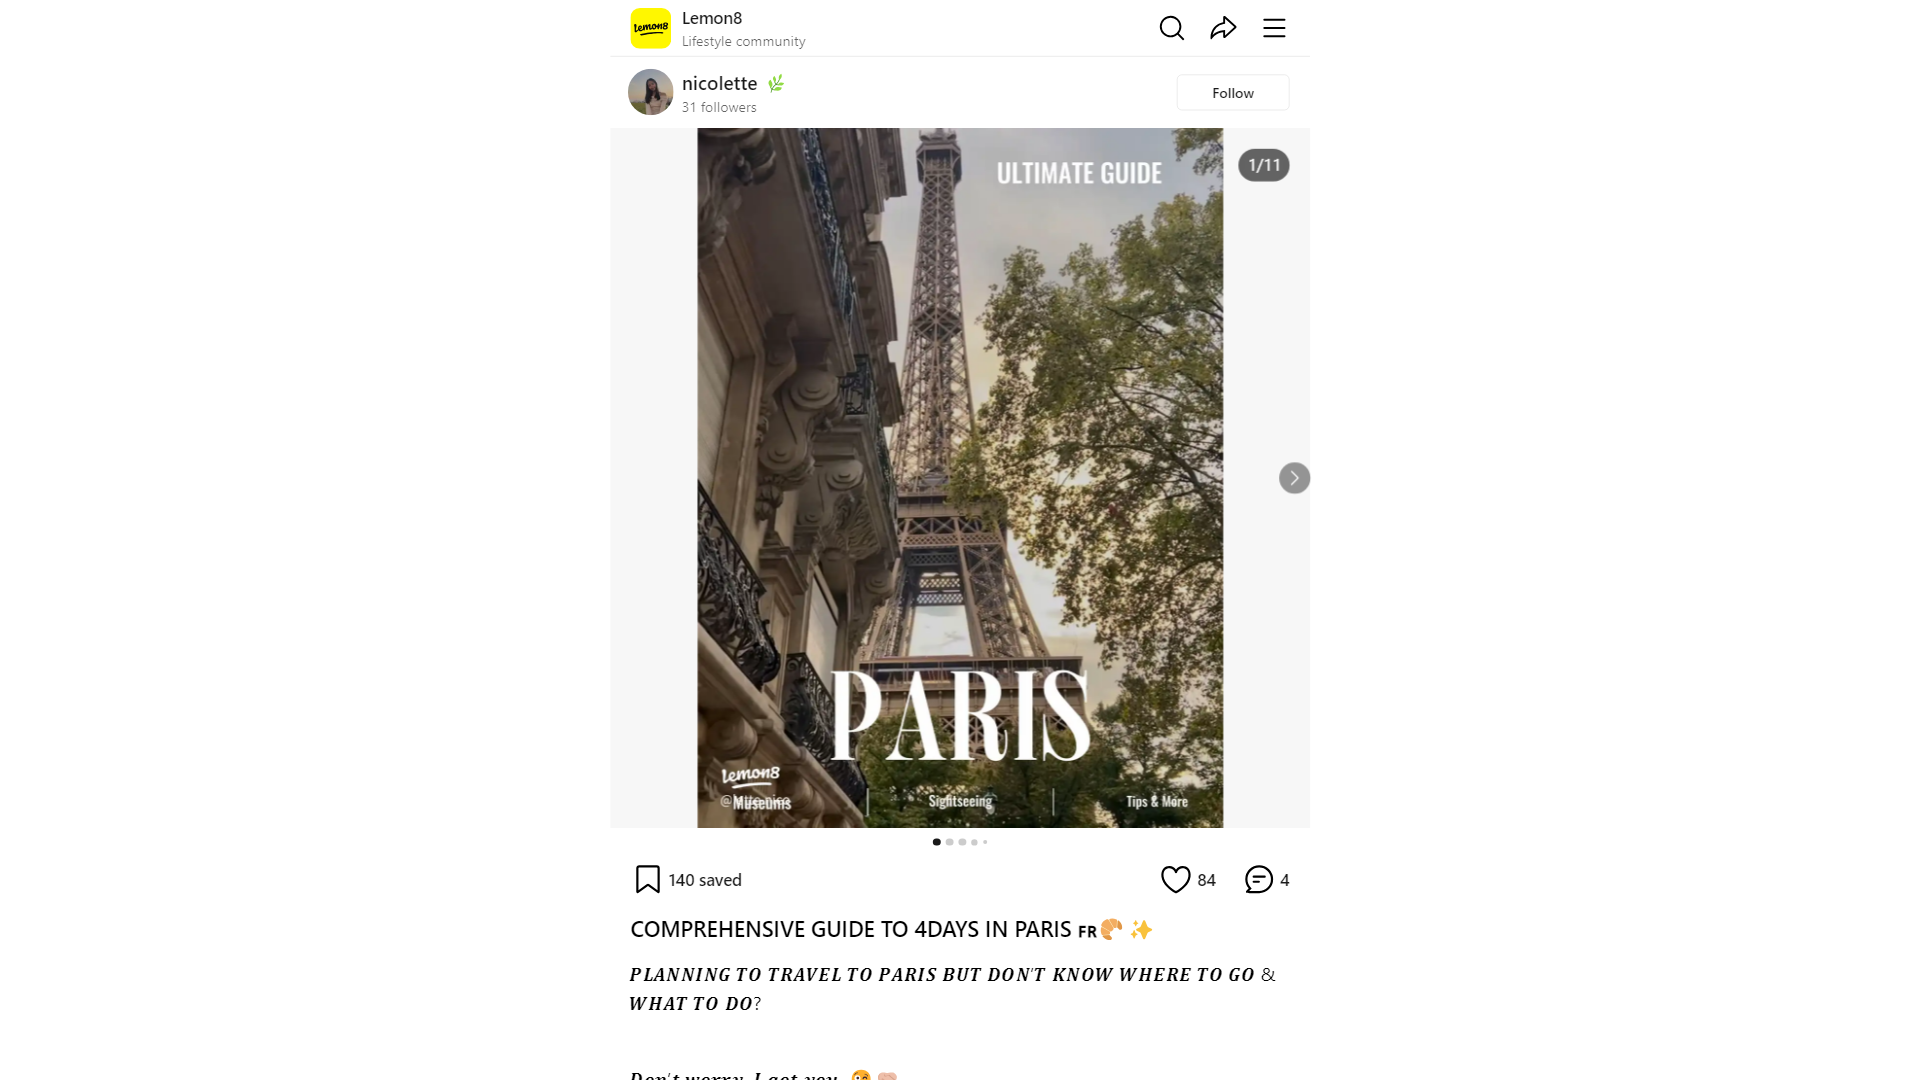 Lemon8
Lifestyle community
nicolette
31 followers
Follow
ULTIMATE GUIDE
1/11
PARIS
Lemon8
Museums
Sightseeing
Tips & More
140 saved
84
4
COMPREHENSIVE GUIDE TO 4DAYS IN PARIS FR
PLANNING TO TRAVEL TO PARIS BUT DON'T KNOW WHERE TO GO &
WHAT TO DO?
Don't worry, I got you